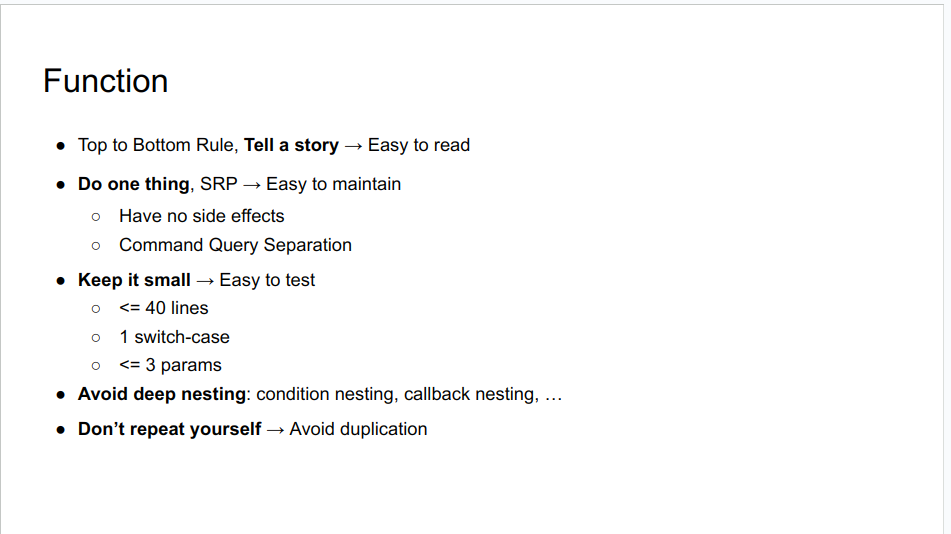 Function
● Top to Bottom Rule, Tell a story → Easy to read
● Do one thing, SRP → Easy to maintain
○ Have no side effects
○ Command Query Separation
● Keep it small → Easy to test
○ <= 40 lines
○ 1 switch-case
○ <= 3 params
● Avoid deep nesting: condition nesting, callback nesting, …
● Don’t repeat yourself → Avoid duplication